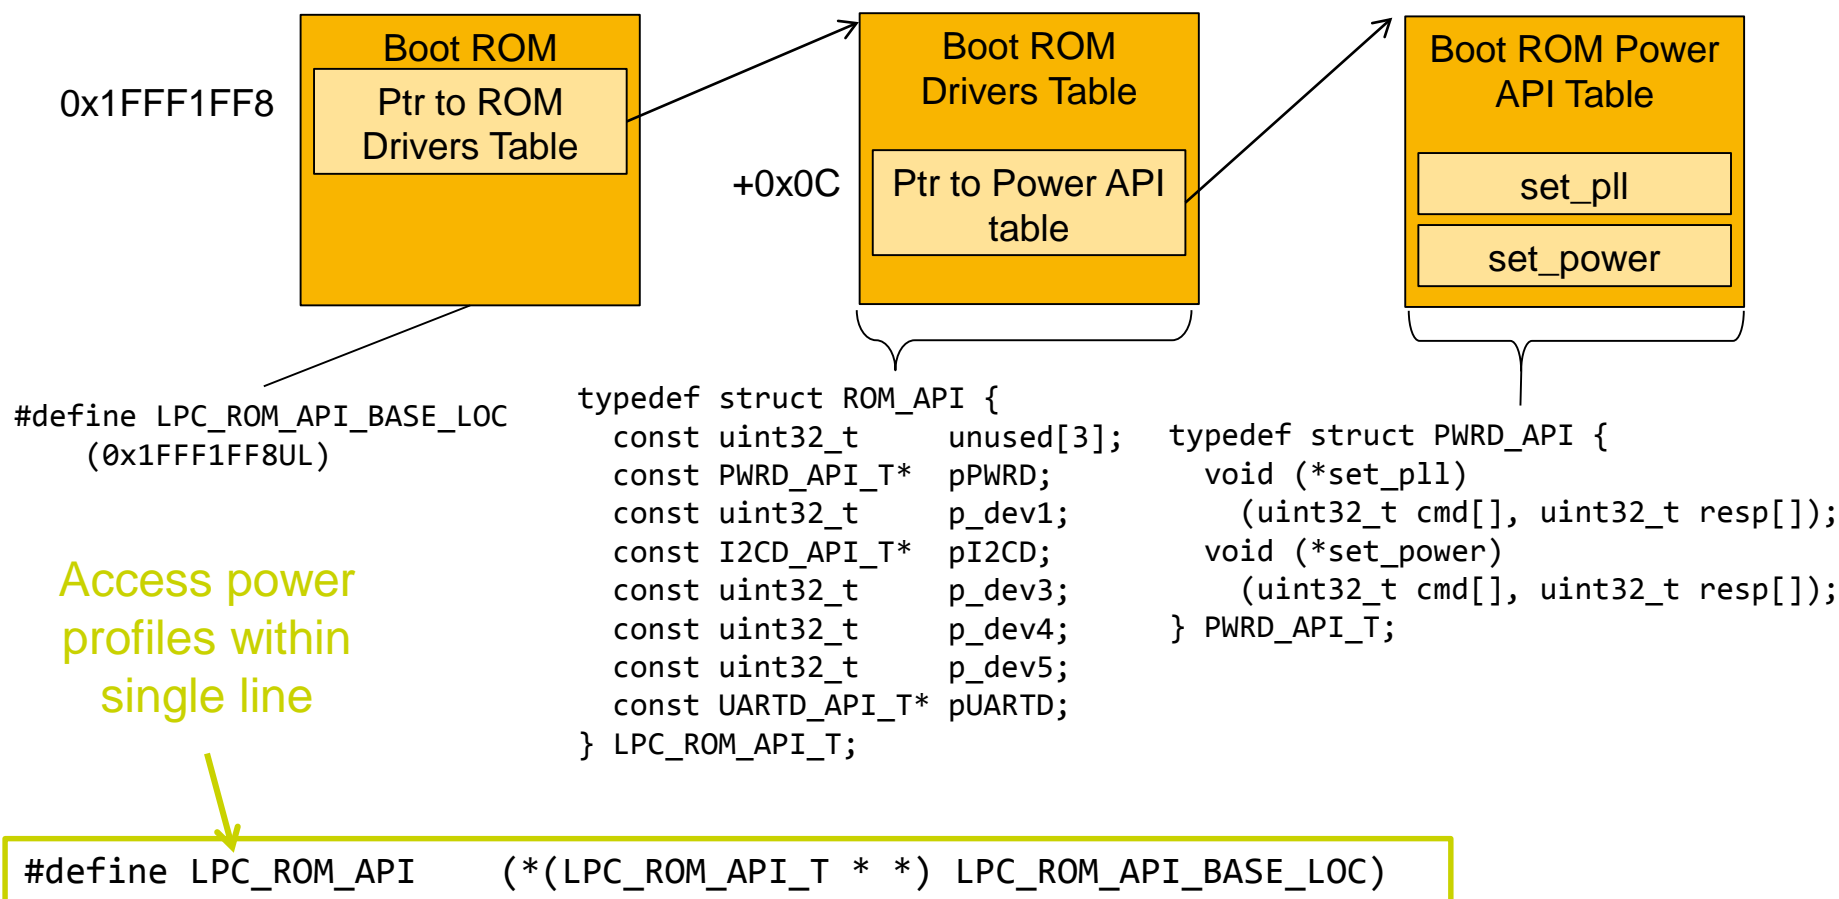 Boot ROM
0x1FFF1FF8
Ptr to ROM
Drivers Table
Boot ROM
Drivers Table
+0x0C
Ptr to Power API
table
Boot ROM Power
API Table
set_pll
set_power
#define LPC_ROM_API_BASE_LOC
(0x1FFF1FF8UL)
typedef struct ROM_API {
const uint32_t unused[3];
const PWRD_API_T* pPWRD;
const uint32_t p_dev1;
const I2CD_API_T* pI2CD;
const uint32_t p_dev3;
const uint32_t p_dev4;
const uint32_t p_dev5;
const UARTD_API_T* pUARTD;
} LPC_ROM_API_T;
typedef struct PWRD_API {
void (*set_pll)
(uint32_t cmd[], uint32_t resp[]);
void (*set_power)
(uint32_t cmd[], uint32_t resp[]);
} PWRD_API_T;
Access power
profiles within
single line
#define LPC_ROM_API (*(LPC_ROM_API_T * *) LPC_ROM_API_BASE_LOC)